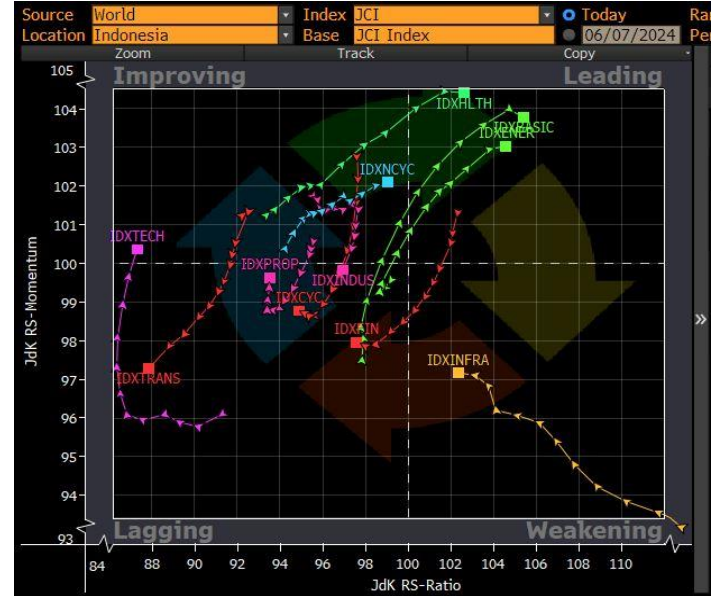 Source World Index JCI Today Ra
Location Indonesia Base JCI Index 06/07/2024 Pe
Zoom Track Copy
Improving Leading
IDXHLTH
IDXBASIC
IDXENER
IDXNCYC
IDXTECH
IDXPROP
IDXINDUS
IDXCYC
IDXFIN
IDXINFRA
IDXTRANS
Lagging Weakening
105
104
103
102
101
100
99
98
97
96
95
94
93
JdK RS-Momentum
84 88 90 92 94 96 98 100 102 104 106 108 110
JdK RS-Ratio
»